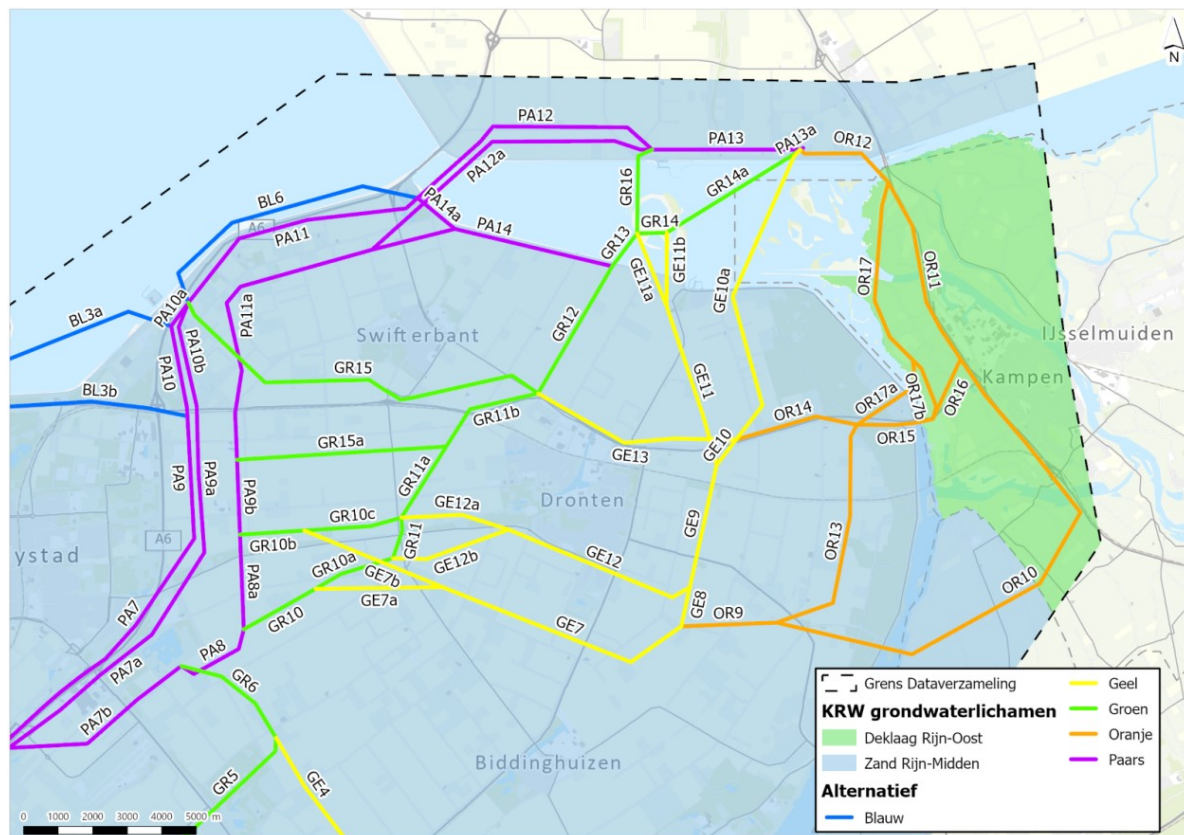 N
PA12
PA13
PA13a
OR12
PA12a
GR16
GR14a
BL6
PA14a
PA11
PA14
GR14
GR13
GE11b
A6
GE11a
GE10a
OR17
OR11
PA10a
BL3a
PA11a
GR12
Swifterbant
IJsselmuiden
PA10b
PA10
GR15
GE11
Kampen
OR16
OR17a
OR17b
BL3b
GR11b
OR14
OR15
GE13
GE10
GR15a
GR11a
PA9
PA9a
PA9b
GE12a
Dronten
GE9
OR13
GR10c
GR11
A6
GR10b
ystad
GE12b
GE12
GR10a
GE7b
GE7a
OR10
PA8a
GR10
GE8
OR9
PA7
GE7
PA8
PA7a
GR6
PA7b
Biddinghuizen
GR5
GE4
0 1000 2000 3000 4000 5000 m
Grens Dataverzameling
KRW grondwaterlichamen
Deklaag Rijn-Oost
Zand Rijn-Midden
Alternatief
Blauw
Geel
Groen
Oranje
Paars